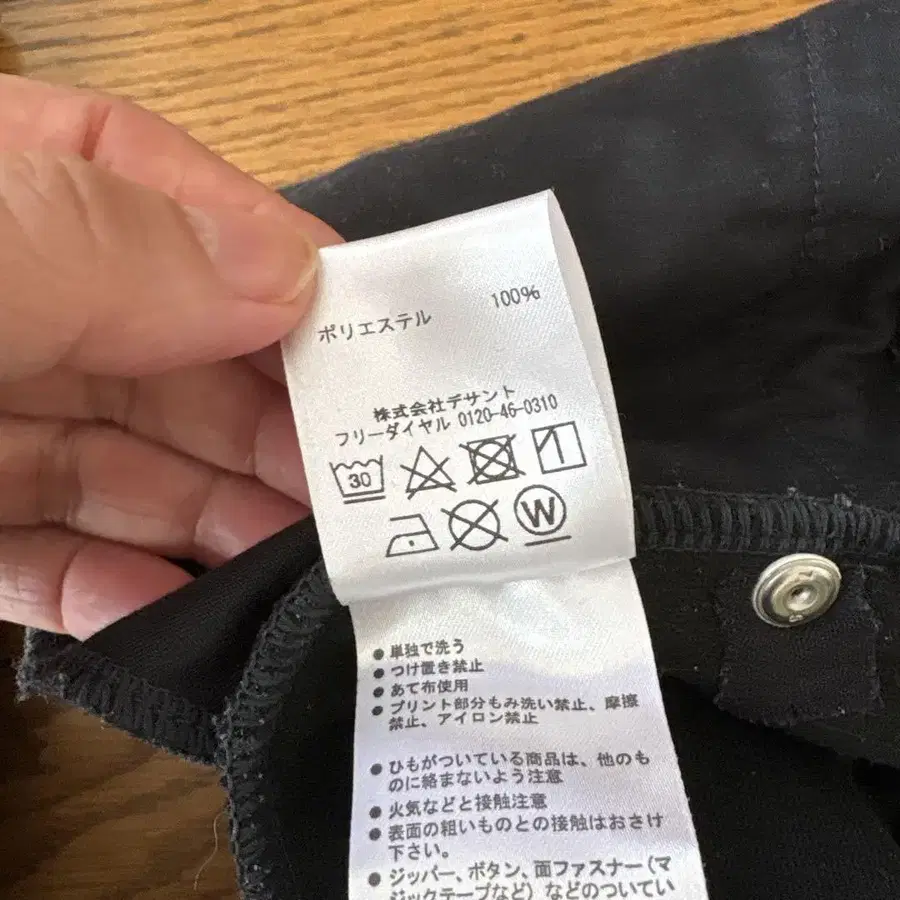 ポリエステル 100%
株式会社デサント
フリーダイヤル 0120-46-0310
30
1
W
● 単独で洗う
● つけ置き禁止
● あて布使用
● プリント部分もみ洗い禁止、摩擦
禁止、アイロン禁止
● ひもがついている商品は、他のも
のに絡まないよう注意
● 火気などと接触注意
● 表面の粗いものとの接触はおさけ
下さい。
● ジッパー、ボタン、面ファスナー(マ
ジックテープなど)などのついてい